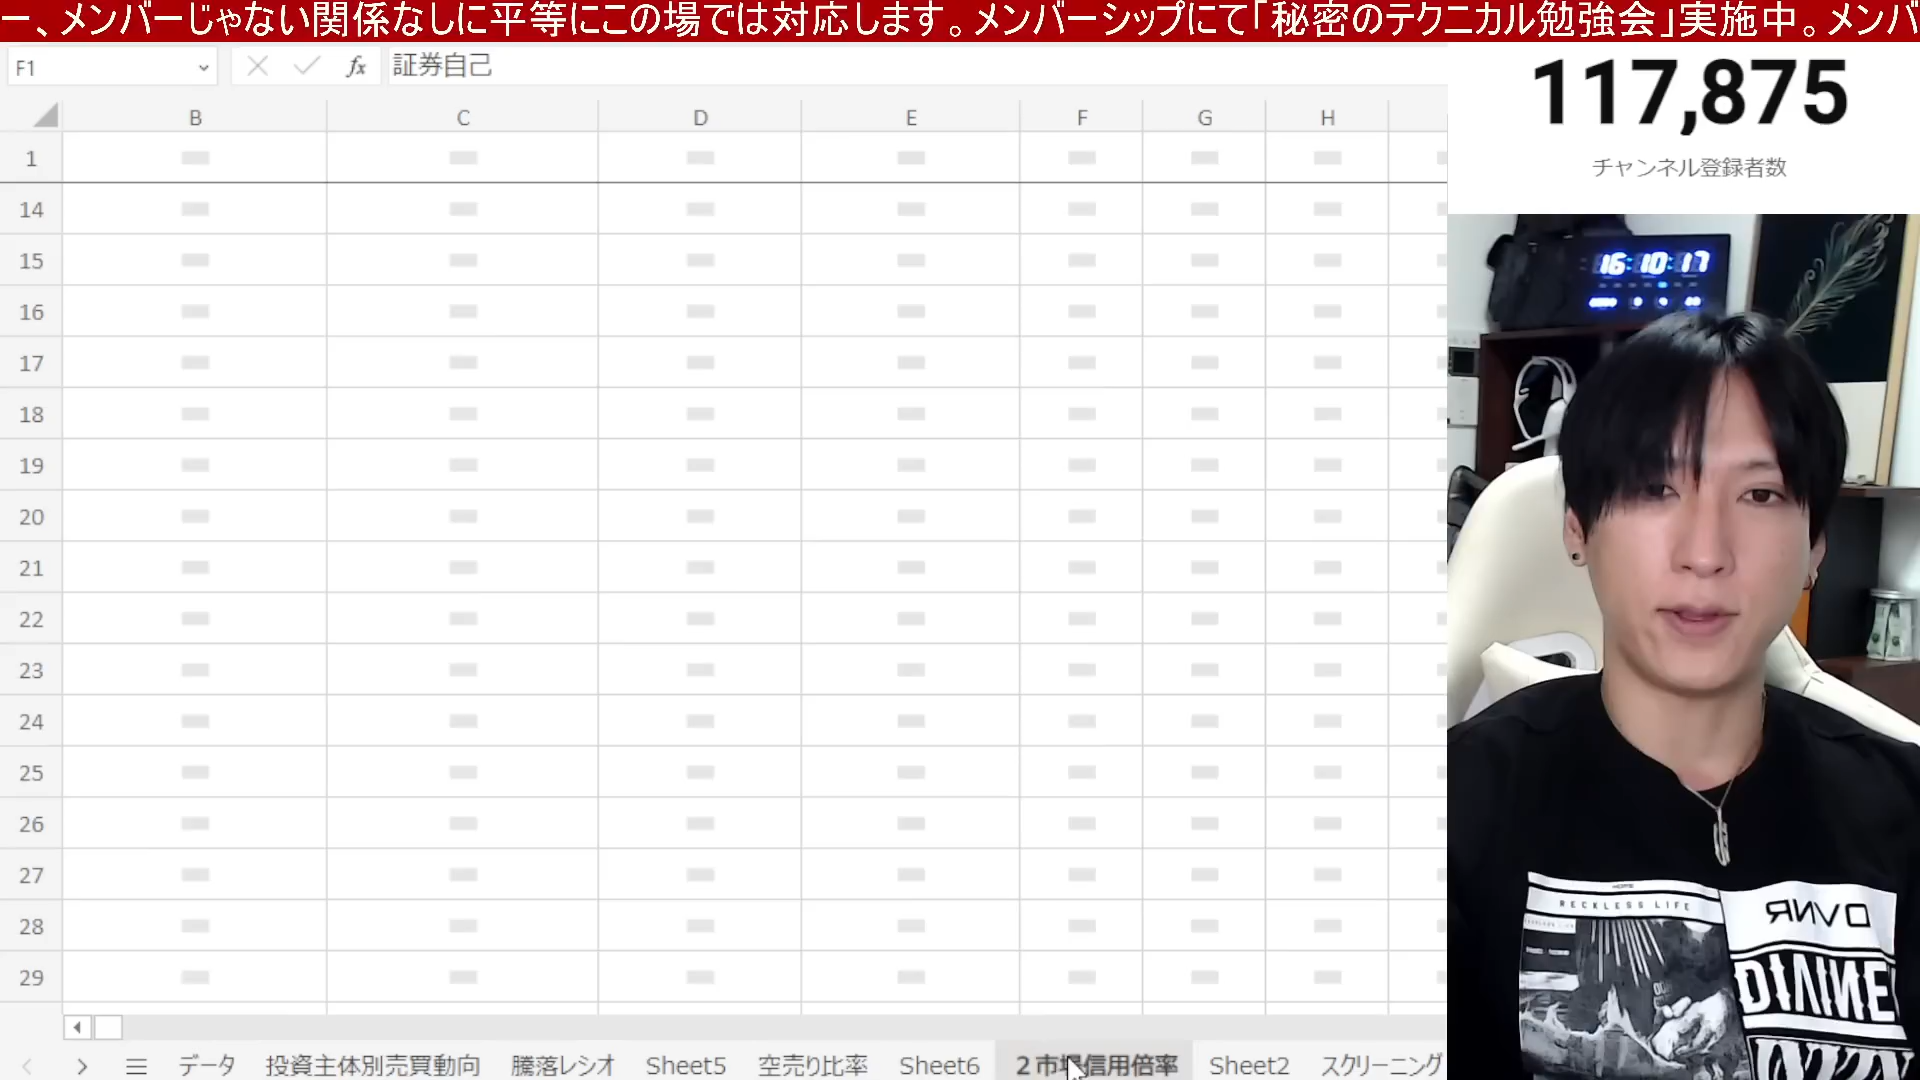 ー、メンバーじゃない関係なしに平等にこの場では対応します。メンバーシップにて「秘密のテクニカル勉強会」実施中。メンバ
F1
fx
証券自己
117,875
チャンネル登録者数
B C D E F G H
1
14
15
16
17
18
19
20
21
22
23
24
25
26
27
28
29
16:10:17
RECKLESS LIFE
DVNR
データ 投資主体別売買動向 騰落レシオ Sheet5 空売り比率 Sheet6 2市場信用倍率 Sheet2 スクリーニング